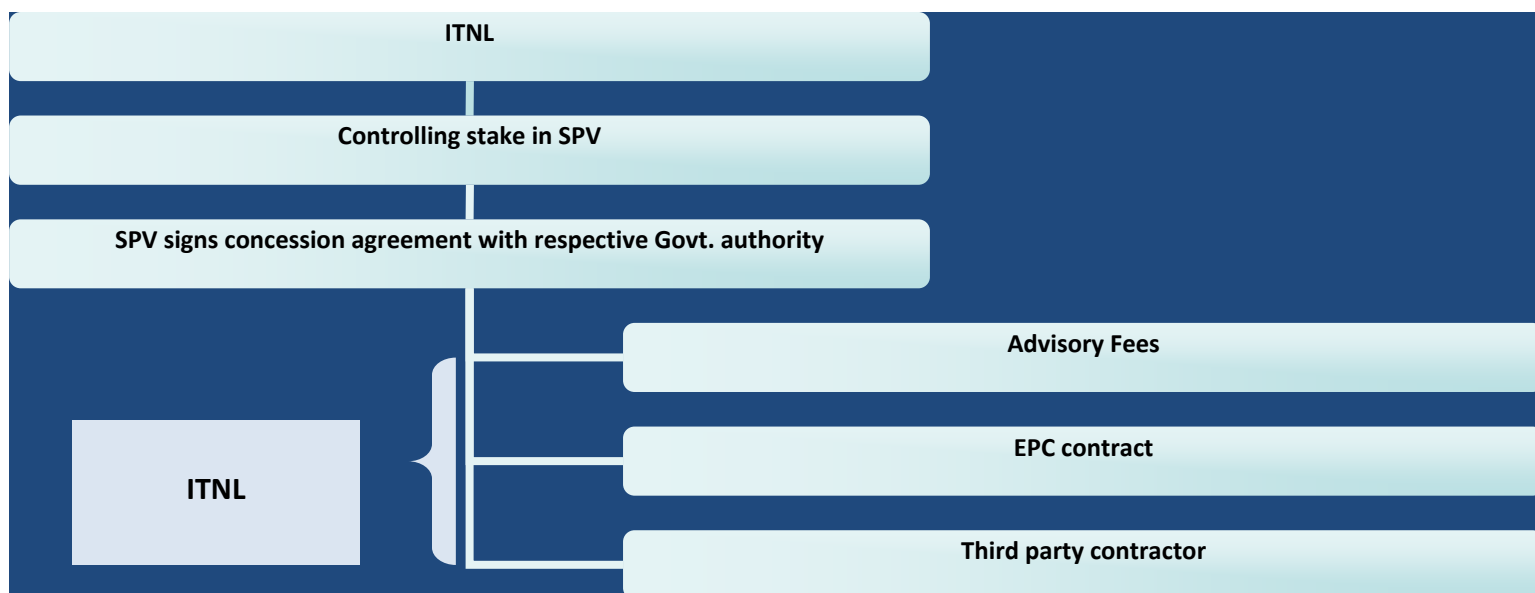 ITNL
Controlling stake in SPV
SPV signs concession agreement with respective Govt. authority
Advisory Fees
EPC contract
ITNL
Third party contractor